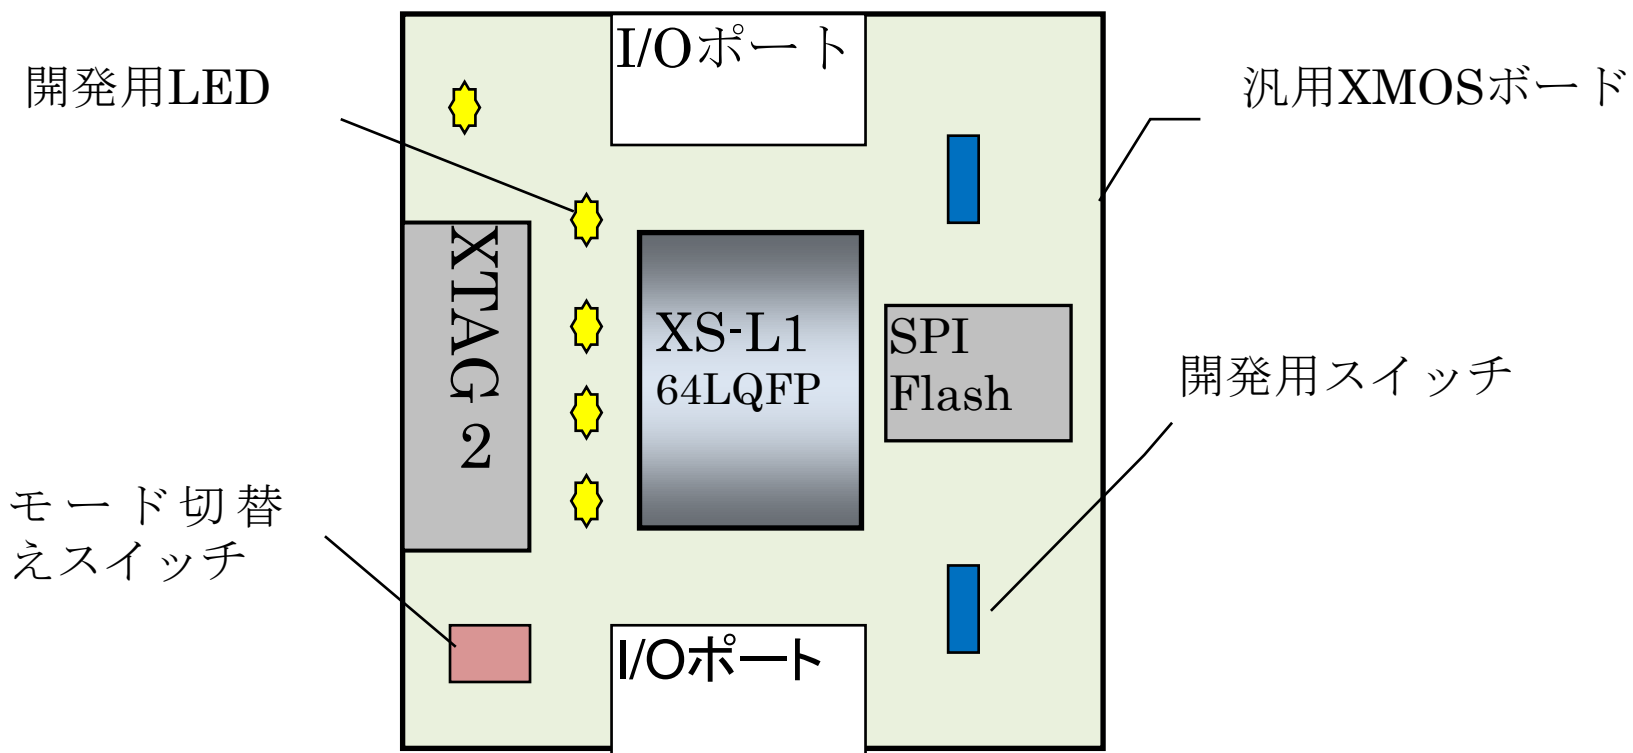 I/Oポート
開発用LED
汎用XMOSボード
XTAG 2
XS-L1
64LQFP
SPI
Flash
開発用スイッチ
モード切替
えスイッチ
I/Oポート